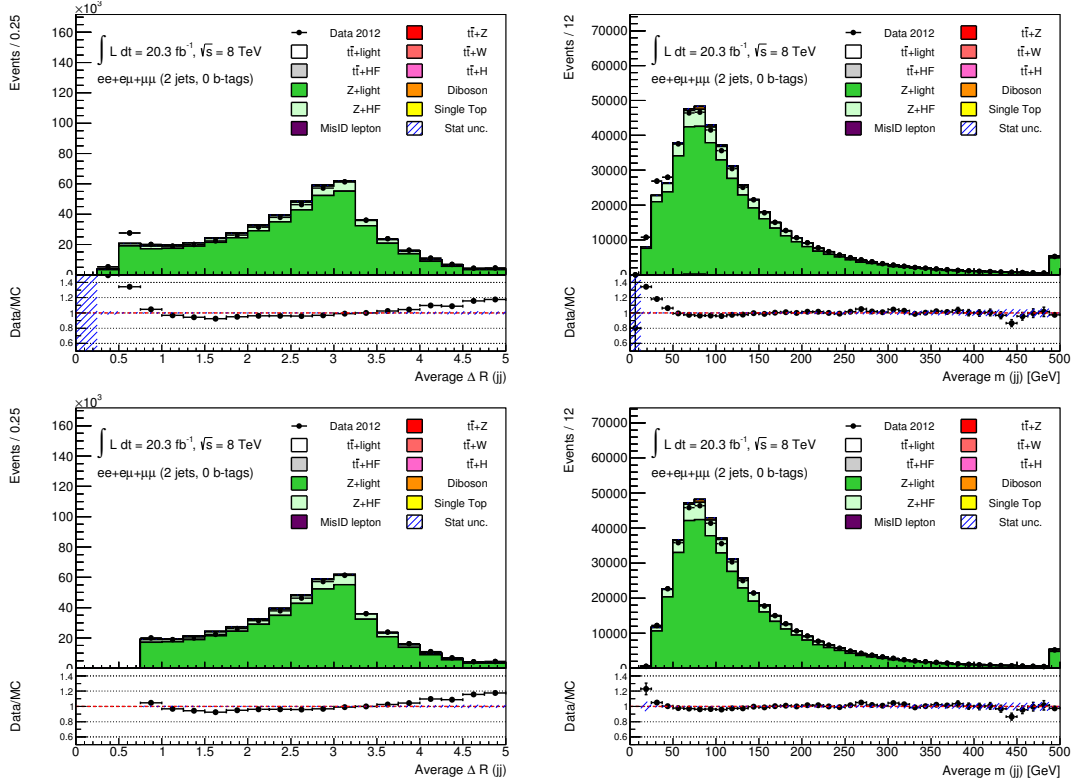 ×10³
Events / 0.25
160
140
120
100
80
60
40
20
0
∫ L dt = 20.3 fb⁻¹, √s = 8 TeV
ee+eμ+μμ (2 jets, 0 b-tags)
Data 2012
tt̄+light
tt̄+HF
Z+light
Z+HF
MisID lepton
tt̄+Z
tt̄+W
tt̄+H
Diboson
Single Top
Stat unc.
Data/MC
1.4
1.2
1
0.8
0.6
0 0.5 1 1.5 2 2.5 3 3.5 4 4.5 5
Average Δ R (jj)
Events / 12
70000
60000
50000
40000
30000
20000
10000
0
∫ L dt = 20.3 fb⁻¹, √s = 8 TeV
ee+eμ+μμ (2 jets, 0 b-tags)
Data 2012
tt̄+light
tt̄+HF
Z+light
Z+HF
MisID lepton
tt̄+Z
tt̄+W
tt̄+H
Diboson
Single Top
Stat unc.
Data/MC
1.4
1.2
1
0.8
0.6
0 50 100 150 200 250 300 350 400 450 500
Average m (jj) [GeV]
×10³
Events / 0.25
160
140
120
100
80
60
40
20
0
∫ L dt = 20.3 fb⁻¹, √s = 8 TeV
ee+eμ+μμ (2 jets, 0 b-tags)
Data 2012
tt̄+light
tt̄+HF
Z+light
Z+HF
MisID lepton
tt̄+Z
tt̄+W
tt̄+H
Diboson
Single Top
Stat unc.
Data/MC
1.4
1.2
1
0.8
0.6
0 0.5 1 1.5 2 2.5 3 3.5 4 4.5 5
Average Δ R (jj)
Events / 12
70000
60000
50000
40000
30000
20000
10000
0
∫ L dt = 20.3 fb⁻¹, √s = 8 TeV
ee+eμ+μμ (2 jets, 0 b-tags)
Data 2012
tt̄+light
tt̄+HF
Z+light
Z+HF
MisID lepton
tt̄+Z
tt̄+W
tt̄+H
Diboson
Single Top
Stat unc.
Data/MC
1.4
1.2
1
0.8
0.6
0 50 100 150 200 250 300 350 400 450 500
Average m (jj) [GeV]